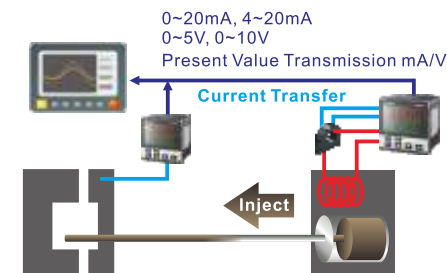 0~20mA, 4~20mA
0~5V, 0~10V
Present Value Transmission mA/V
Current Transfer
Inject